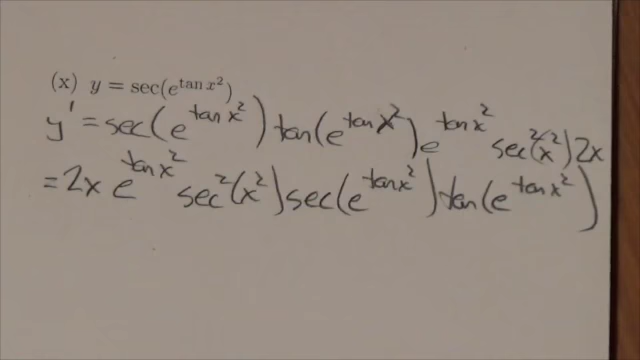 (x) y = sec(e^{tan x^2})
y' = sec(e^{tan x^2}) tan(e^{tan x^2}) e^{tan x^2} sec^2(x^2) 2x
= 2x e^{tan x^2} sec^2(x^2) sec(e^{tan x^2}) tan(e^{tan x^2})